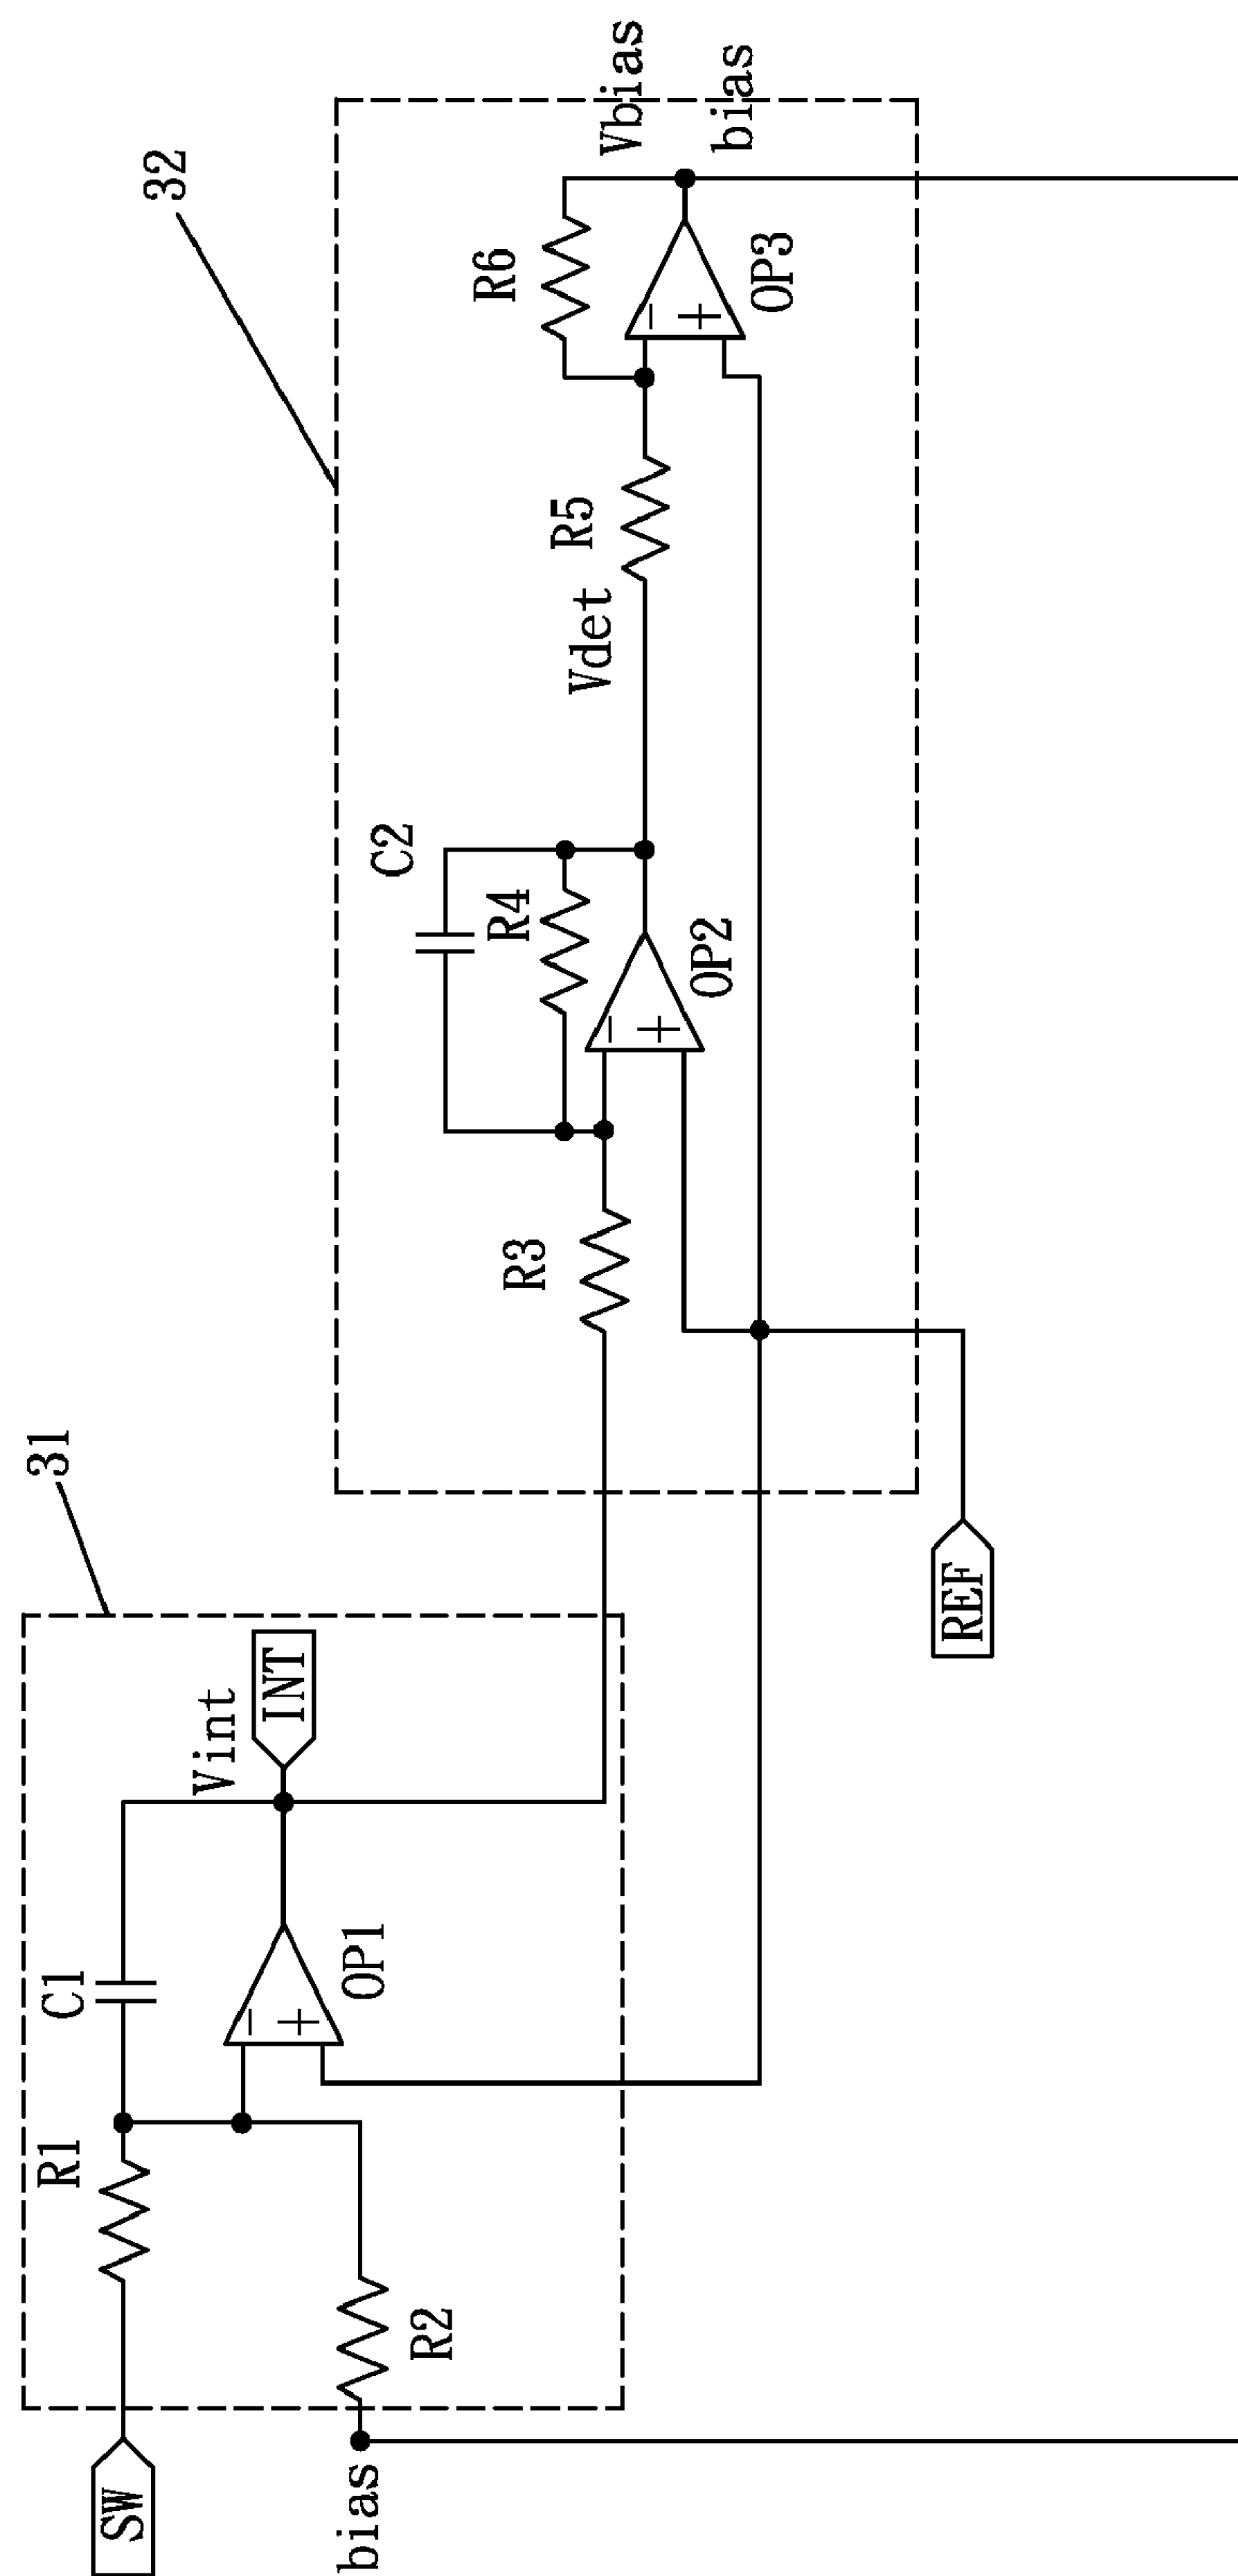 31
32
SW
R1
C1
Vint
INT
OP1
bias
R2
R3
C2
R4
OP2
Vdet
R5
R6
OP3
Vbias
bias
REF